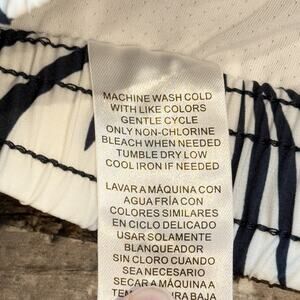 MACHINE WASH COLD
WITH LIKE COLORS
GENTLE CYCLE
ONLY NON-CHLORINE
BLEACH WHEN NEEDED
TUMBLE DRY LOW
COOL IRON IF NEEDED
LAVAR A MÁQUINA CON
AGUA FRÍA CON
COLORES SIMILARES
EN CICLO DELICADO
USAR SOLAMENTE
BLANQUEADOR
SIN CLORO CUANDO
SEA NECESARIO
SECAR A MÁQUINA A
BAJA